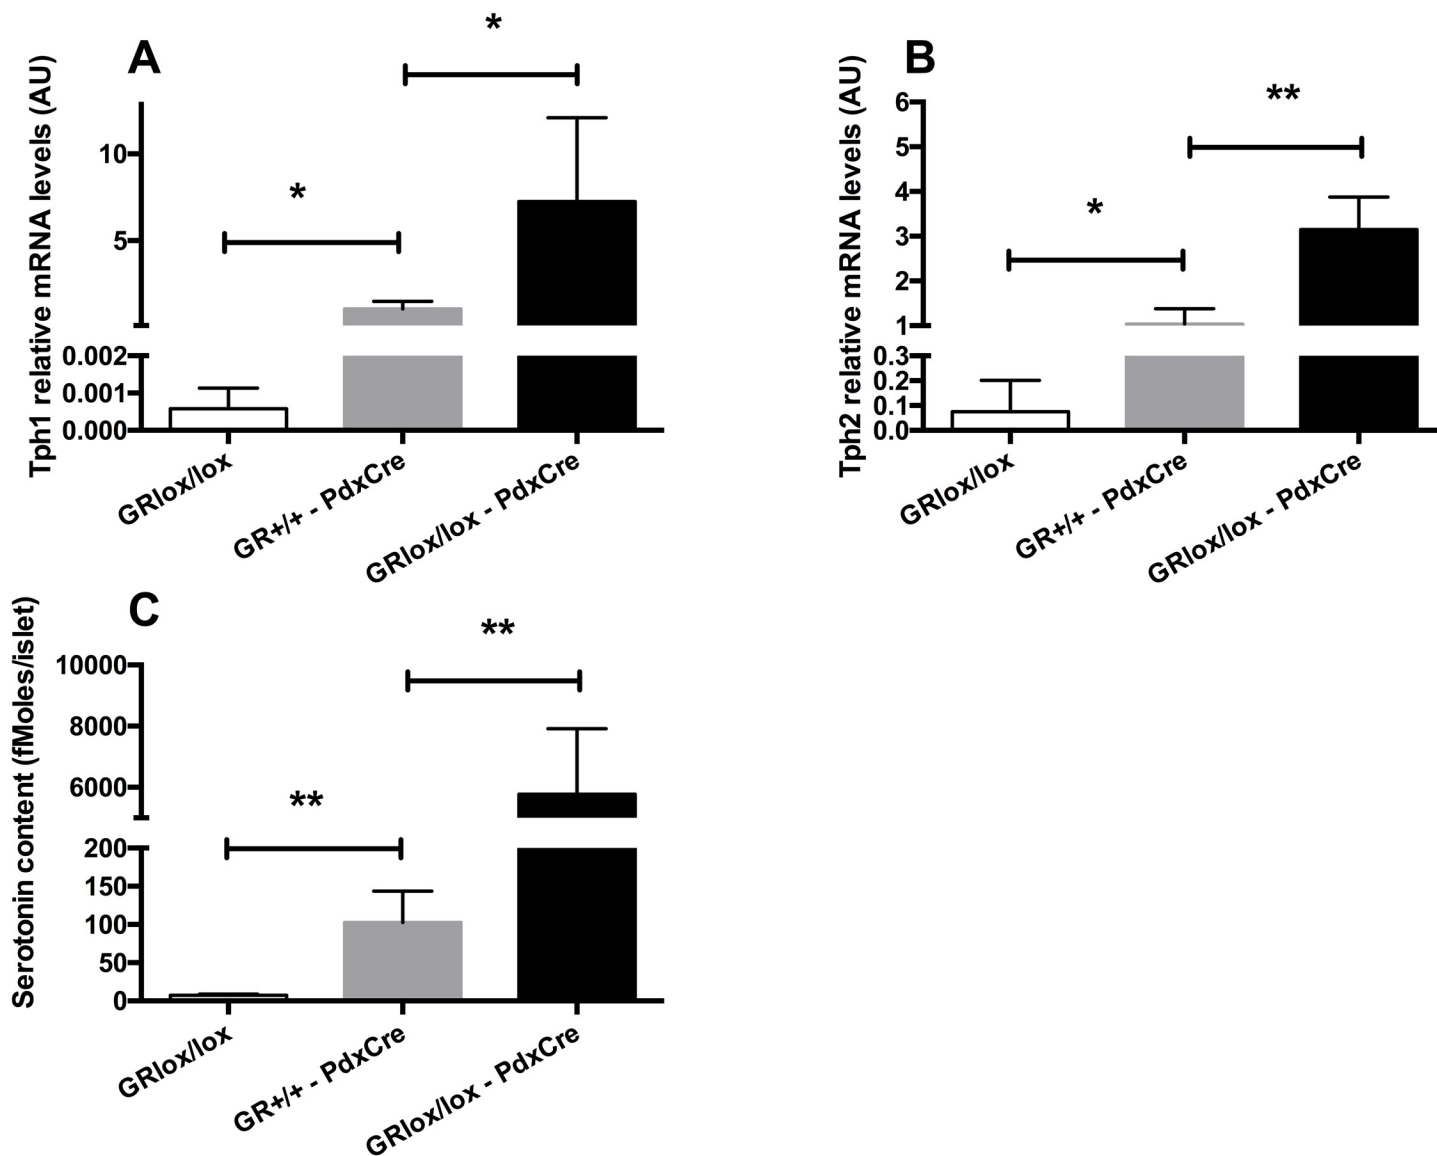 A
Tph1 relative mRNA levels (AU)
*
*
10
5
0.002
0.001
0.000
GRlox/lox
GR+/+ - PdxCre
GRlox/lox - PdxCre
B
Tph2 relative mRNA levels (AU)
**
*
6
5
4
3
2
1
0.3
0.2
0.1
0.0
GRlox/lox
GR+/+ - PdxCre
GRlox/lox - PdxCre
C
Serotonin content (fMoles/islet)
**
**
10000
8000
6000
200
150
100
50
0
GRlox/lox
GR+/+ - PdxCre
GRlox/lox - PdxCre